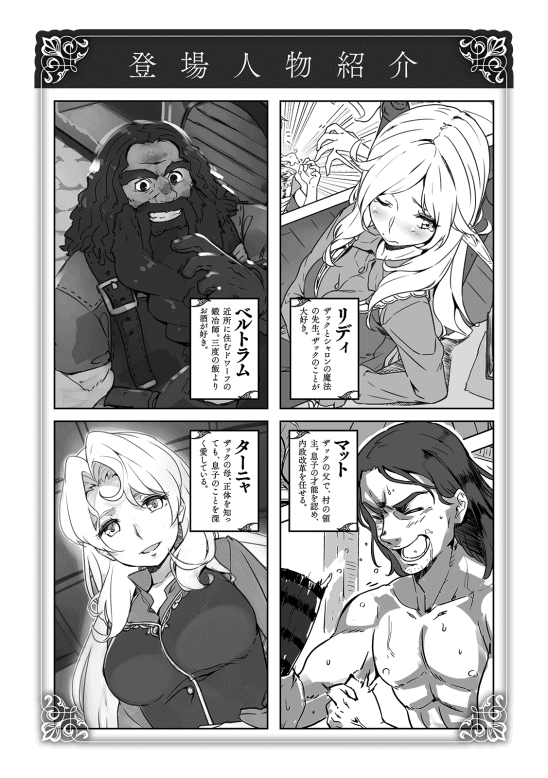 登場人物紹介
リディ
ザックとシャロンの魔法
の先生。ザックのことが
大好き。
ベルトラム
近所に住むドワーフの
鍛冶師。三度の飯より
お酒が好き。
マット
ザックの父で、村の領
主。息子の才能を認め、
内政改革を任せる。
ターニャ
ザックの母。正体を知っ
ても、息子のことを深
く愛している。